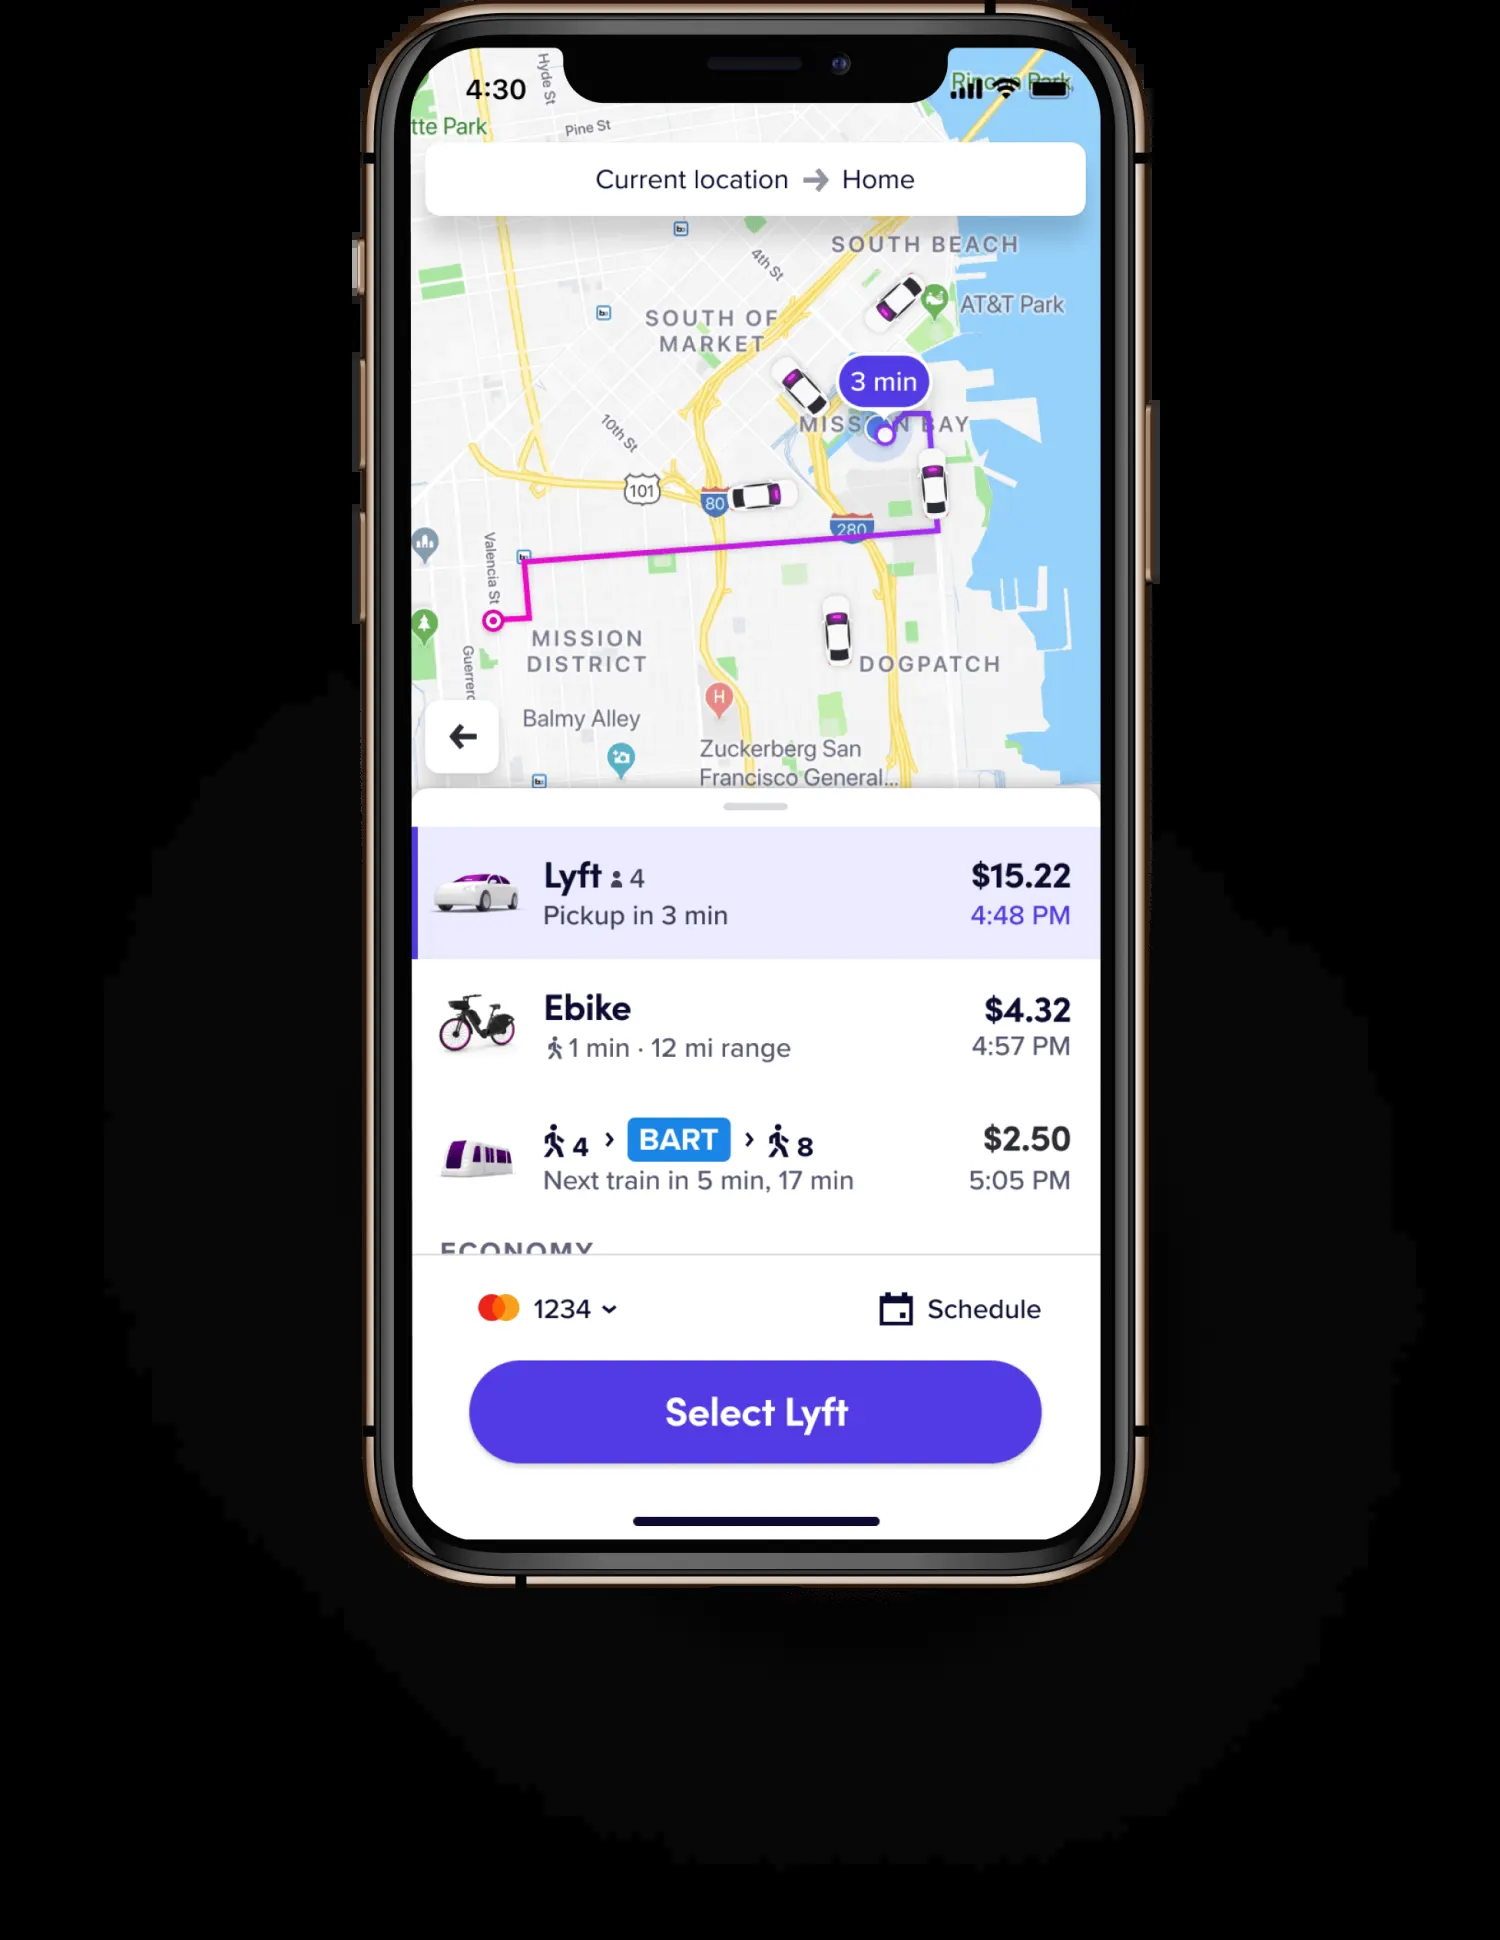 4:30
Hyde St
Rincon Park
tte Park
Pine St
Current location → Home
SOUTH BEACH
4th St
AT&T Park
SOUTH OF
MARKET
3 min
MISSION BAY
10th St
101
80
280
Valencia St
MISSION
DISTRICT
DOGPATCH
Guerrero
H
Balmy Alley
Zuckerberg San
Francisco General...
Lyft 4
$15.22
Pickup in 3 min
4:48 PM
Ebike
$4.32
1 min · 12 mi range
4:57 PM
4 › BART › 8
$2.50
Next train in 5 min, 17 min
5:05 PM
ECONOMY
1234
Schedule
Select Lyft